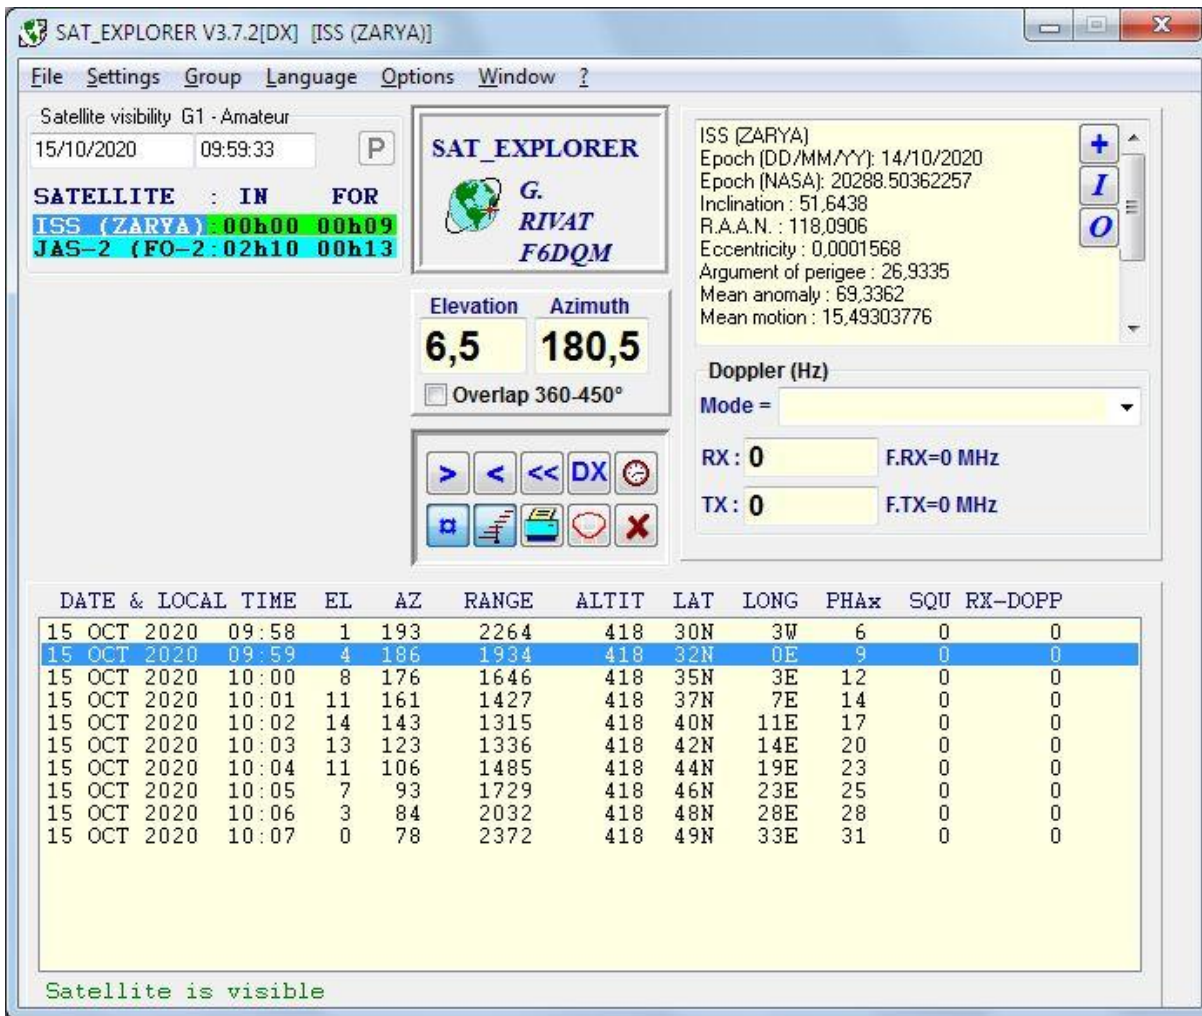 SAT_EXPLORER V3.7.2[DX] [ISS (ZARYA)]
File Settings Group Language Options Window ?
Satellite visibility G1 - Amateur
15/10/2020 09:59:33 P
SATELLITE : IN FOR
ISS (ZARYA):00h00 00h09
JAS-2 (FO-2:02h10 00h13
SAT_EXPLORER
G.
RIVAT
F6DQM
Elevation Azimuth
6,5 180,5
Overlap 360-450°
> < << DX
ISS (ZARYA)
Epoch (DD/MM/YY): 14/10/2020
Epoch (NASA): 20288.50362257
Inclination : 51,6438
R.A.A.N. : 118,0906
Eccentricity : 0,0001568
Argument of perigee : 26,9335
Mean anomaly : 69,3362
Mean motion : 15,49303776
+
I
O
Doppler (Hz)
Mode =
RX : 0 F.RX=0 MHz
TX : 0 F.TX=0 MHz
DATE & LOCAL TIME EL AZ RANGE ALTIT LAT LONG PHAx SQU RX-DOPP
15 OCT 2020 09:58 1 193 2264 418 30N 3W 6 0 0
15 OCT 2020 09:59 4 186 1934 418 32N 0E 9 0 0
15 OCT 2020 10:00 8 176 1646 418 35N 3E 12 0 0
15 OCT 2020 10:01 11 161 1427 418 37N 7E 14 0 0
15 OCT 2020 10:02 14 143 1315 418 40N 11E 17 0 0
15 OCT 2020 10:03 13 123 1336 418 42N 14E 20 0 0
15 OCT 2020 10:04 11 106 1485 418 44N 19E 23 0 0
15 OCT 2020 10:05 7 93 1729 418 46N 23E 25 0 0
15 OCT 2020 10:06 3 84 2032 418 48N 28E 28 0 0
15 OCT 2020 10:07 0 78 2372 418 49N 33E 31 0 0
Satellite is visible